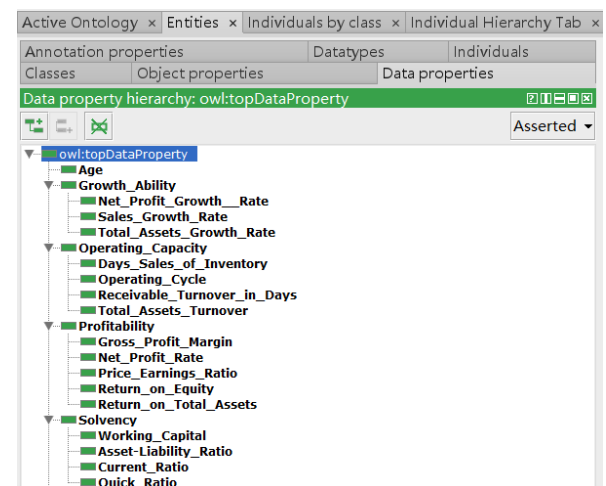 Active Ontology × Entities × Individuals by class × Individual Hierarchy Tab ×
Annotation properties Datatypes Individuals
Classes Object properties Data properties
Data property hierarchy: owl:topDataProperty
Asserted
owl:topDataProperty
Age
Growth_Ability
Net_Profit_Growth__Rate
Sales_Growth_Rate
Total_Assets_Growth_Rate
Operating_Capacity
Days_Sales_of_Inventory
Operating_Cycle
Receivable_Turnover_in_Days
Total_Assets_Turnover
Profitability
Gross_Profit_Margin
Net_Profit_Rate
Price_Earnings_Ratio
Return_on_Equity
Return_on_Total_Assets
Solvency
Working_Capital
Asset-Liability_Ratio
Current_Ratio
Quick_Ratio